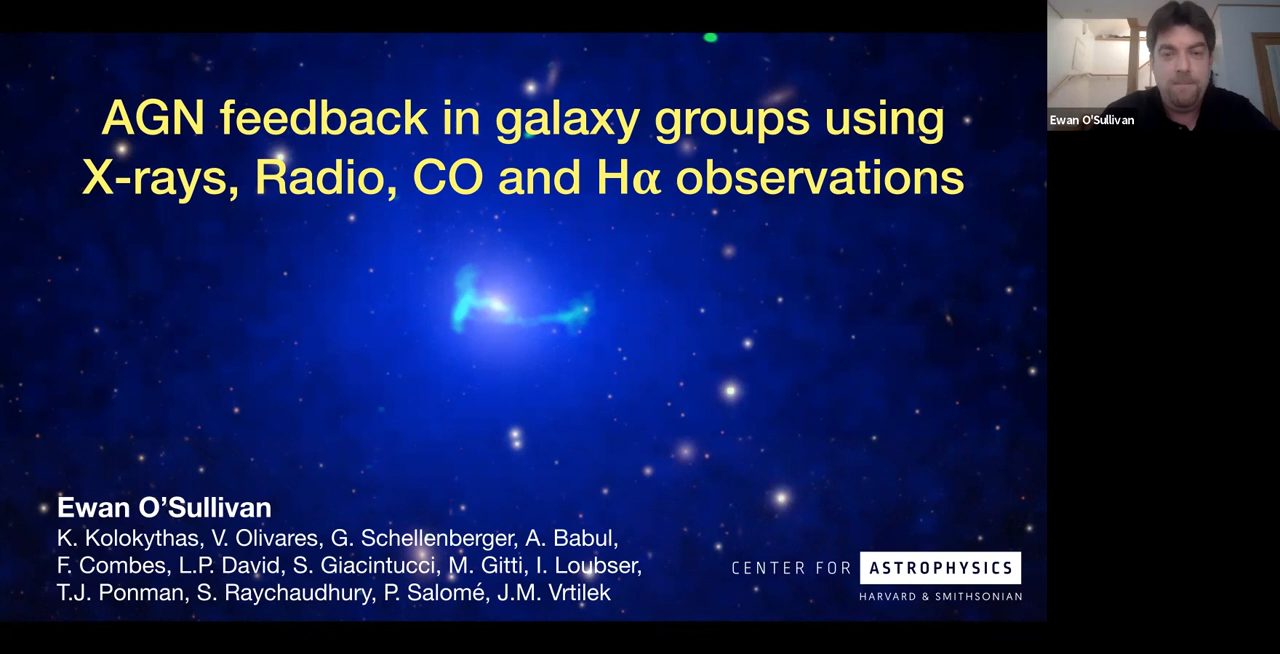 AGN feedback in galaxy groups using
X-rays, Radio, CO and Hα observations
Ewan O'Sullivan
Ewan O’Sullivan
K. Kolokythas, V. Olivares, G. Schellenberger, A. Babul,
F. Combes, L.P. David, S. Giacintucci, M. Gitti, I. Loubser,
T.J. Ponman, S. Raychaudhury, P. Salomé, J.M. Vrtilek
CENTER FOR ASTROPHYSICS
HARVARD & SMITHSONIAN